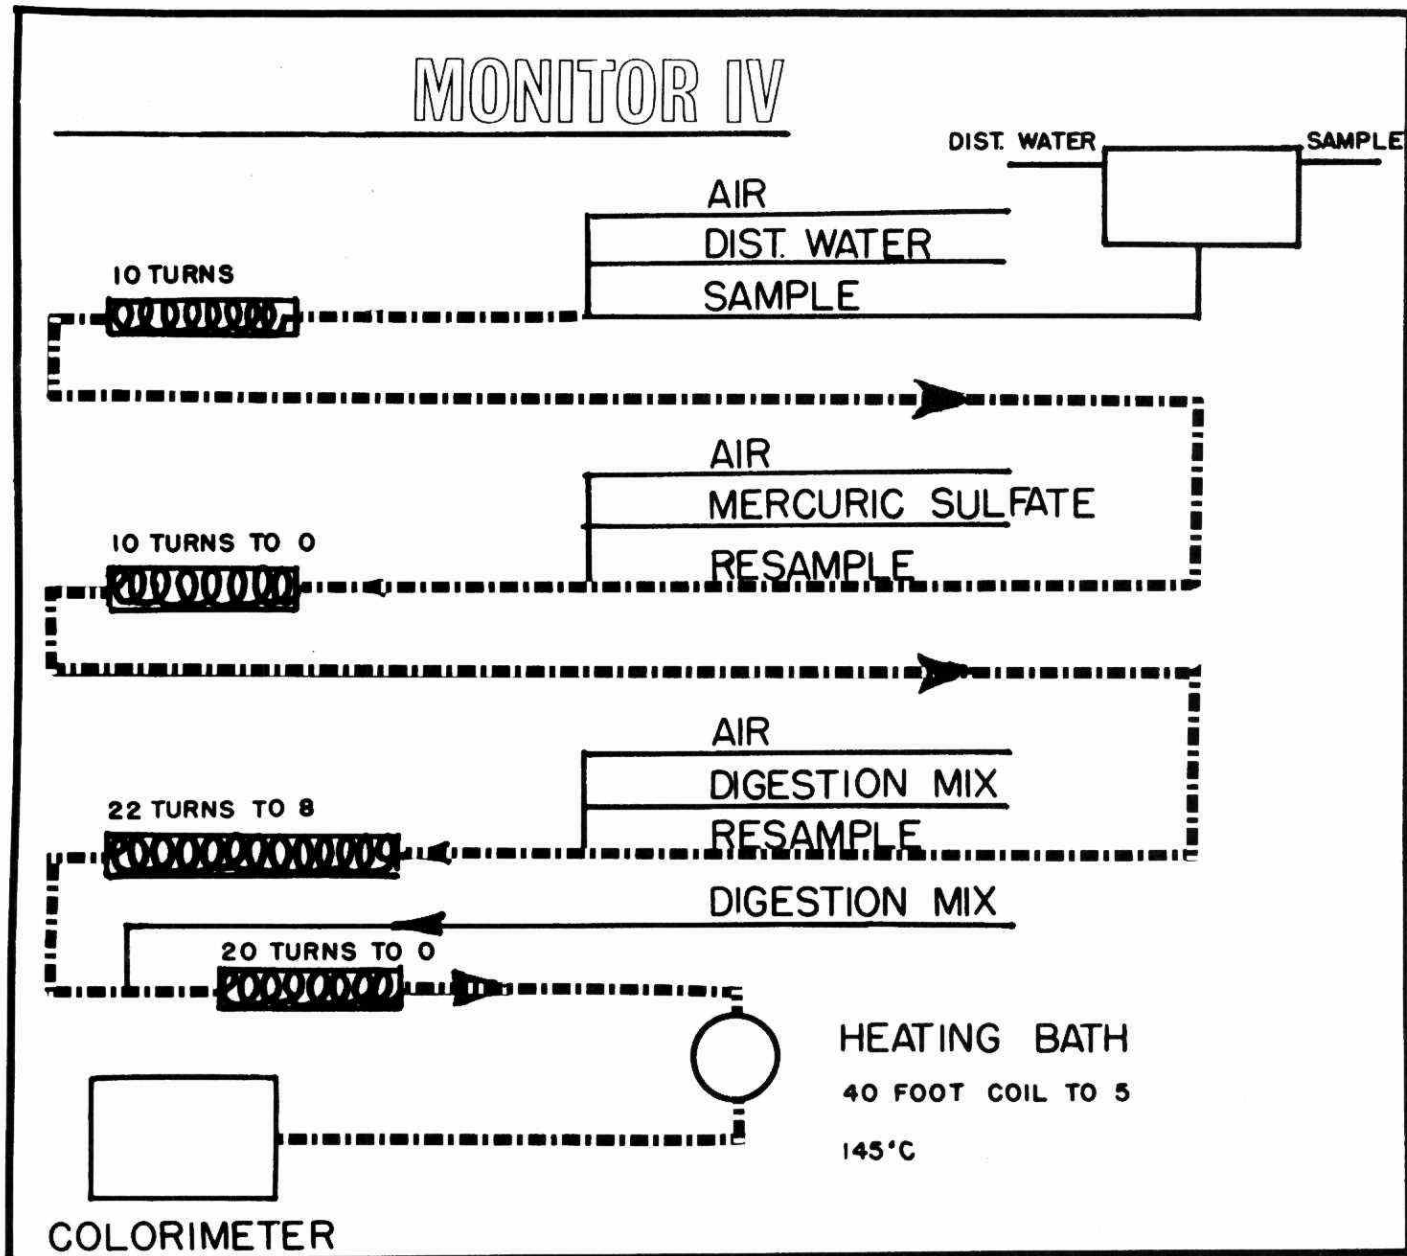 MONITOR IV
DIST. WATER
SAMPLE
AIR
DIST. WATER
10 TURNS
SAMPLE
AIR
MERCURIC SULFATE
10 TURNS TO 0
RESAMPLE
AIR
DIGESTION MIX
22 TURNS TO 8
RESAMPLE
DIGESTION MIX
20 TURNS TO 0
HEATING BATH
40 FOOT COIL TO 5
145°C
COLORIMETER